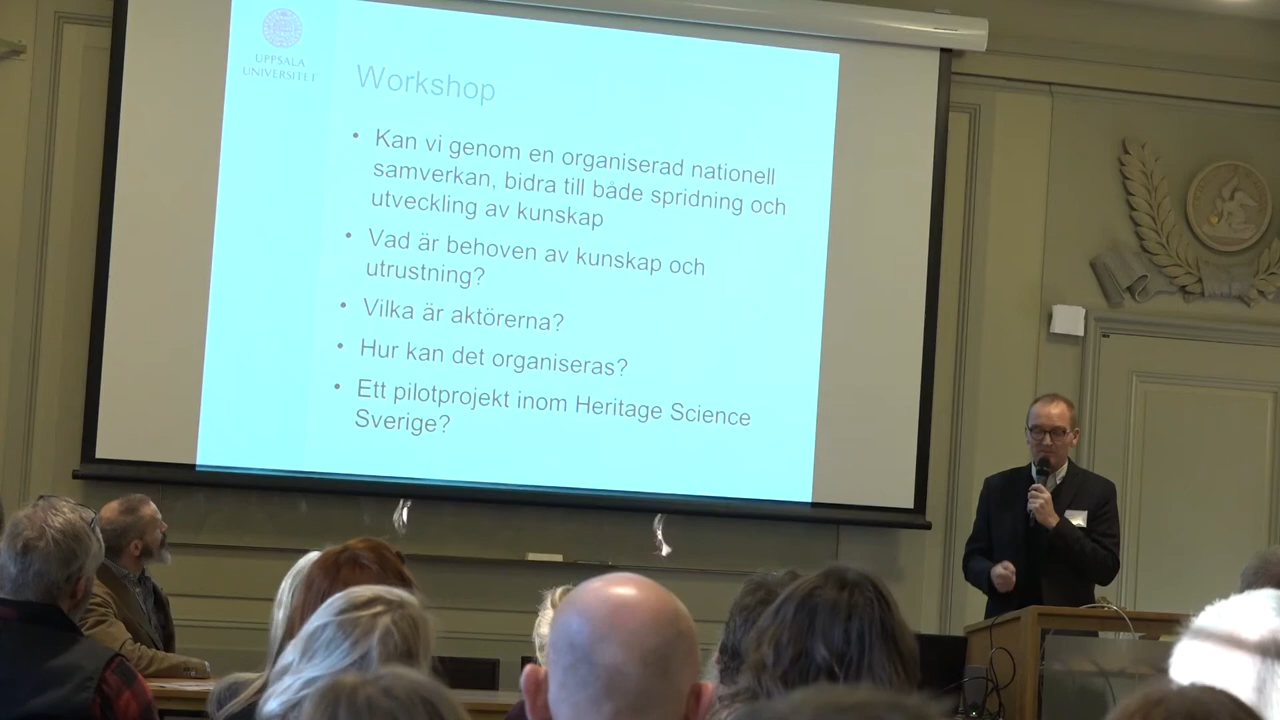 UPPSALA
UNIVERSITET
Workshop
• Kan vi genom en organiserad nationell
samverkan, bidra till både spridning och
utveckling av kunskap
• Vad är behoven av kunskap och
utrustning?
• Vilka är aktörerna?
• Hur kan det organiseras?
• Ett pilotprojekt inom Heritage Science
Sverige?